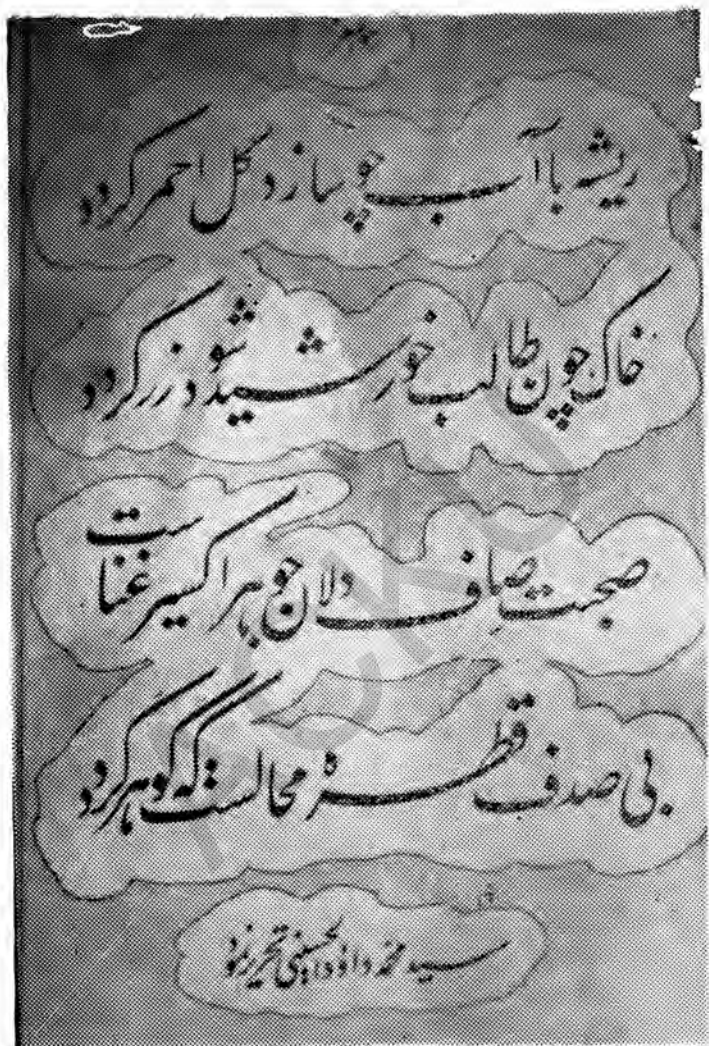 ریشه با آب چو سازد گل احمر گردد
خاک چون طالب خورشید شود زر گردد
صحبت صاف دلان جوهر اکسیر غناست
بی صدف قطره محالست که گوهر گردد
سید محمد داؤد الحسینی تحریر نمود